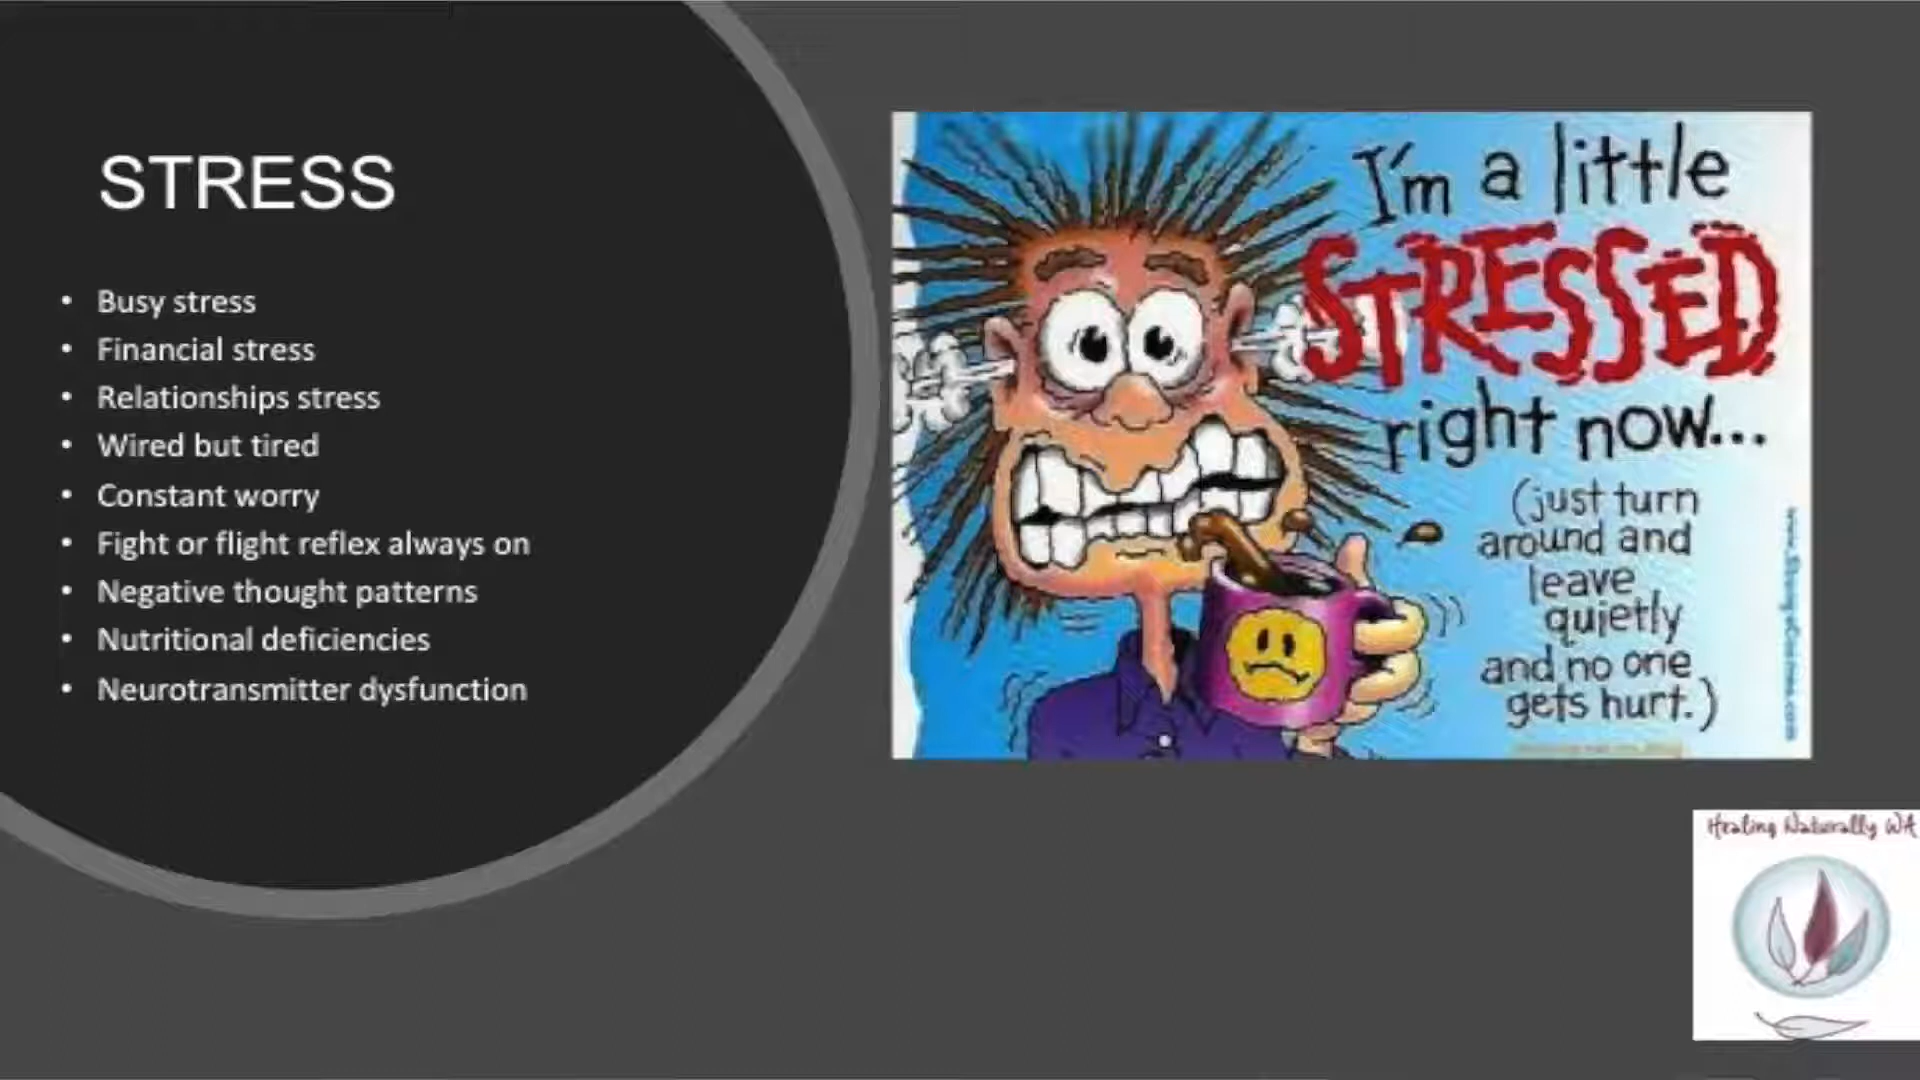 STRESS
• Busy stress
• Financial stress
• Relationships stress
• Wired but tired
• Constant worry
• Fight or flight reflex always on
• Negative thought patterns
• Nutritional deficiencies
• Neurotransmitter dysfunction
I'm a little
STRESSED
right now...
(just turn
around and
leave
quietly
and no one
gets hurt.)
Healing Naturally WA